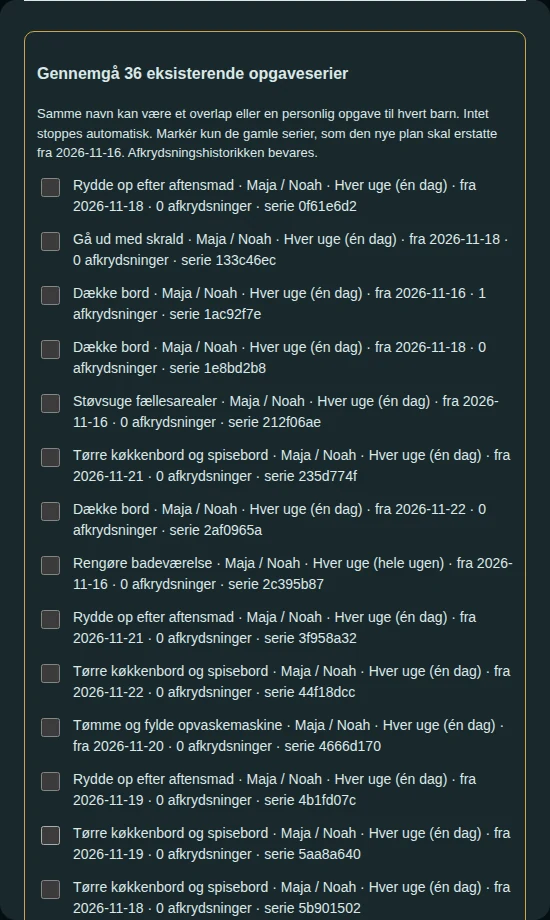 Gennemgå 36 eksisterende opgaveserier
Samme navn kan være et overlap eller en personlig opgave til hvert barn. Intet
stoppes automatisk. Markér kun de gamle serier, som den nye plan skal erstatte
fra 2026-11-16. Afkrydsningshistorikken bevares.
Rydde op efter aftensmad · Maja / Noah · Hver uge (én dag) · fra
2026-11-18 · 0 afkrydsninger · serie 0f61e6d2
Gå ud med skrald · Maja / Noah · Hver uge (én dag) · fra 2026-11-18 ·
0 afkrydsninger · serie 133c46ec
Dække bord · Maja / Noah · Hver uge (én dag) · fra 2026-11-16 · 1
afkrydsninger · serie 1ac92f7e
Dække bord · Maja / Noah · Hver uge (én dag) · fra 2026-11-18 · 0
afkrydsninger · serie 1e8bd2b8
Støvsuge fællesarealer · Maja / Noah · Hver uge (én dag) · fra 2026-
11-16 · 0 afkrydsninger · serie 212f06ae
Tørre køkkenbord og spisebord · Maja / Noah · Hver uge (én dag) · fra
2026-11-21 · 0 afkrydsninger · serie 235d774f
Dække bord · Maja / Noah · Hver uge (én dag) · fra 2026-11-22 · 0
afkrydsninger · serie 2af0965a
Rengøre badeværelse · Maja / Noah · Hver uge (hele ugen) · fra 2026-
11-16 · 0 afkrydsninger · serie 2c395b87
Rydde op efter aftensmad · Maja / Noah · Hver uge (én dag) · fra
2026-11-21 · 0 afkrydsninger · serie 3f958a32
Tørre køkkenbord og spisebord · Maja / Noah · Hver uge (én dag) · fra
2026-11-22 · 0 afkrydsninger · serie 44f18dcc
Tømme og fylde opvaskemaskine · Maja / Noah · Hver uge (én dag) ·
fra 2026-11-20 · 0 afkrydsninger · serie 4666d170
Rydde op efter aftensmad · Maja / Noah · Hver uge (én dag) · fra
2026-11-19 · 0 afkrydsninger · serie 4b1fd07c
Tørre køkkenbord og spisebord · Maja / Noah · Hver uge (én dag) · fra
2026-11-19 · 0 afkrydsninger · serie 5aa8a640
Tørre køkkenbord og spisebord · Maja / Noah · Hver uge (én dag) · fra
2026-11-18 · 0 afkrydsninger · serie 5b901502